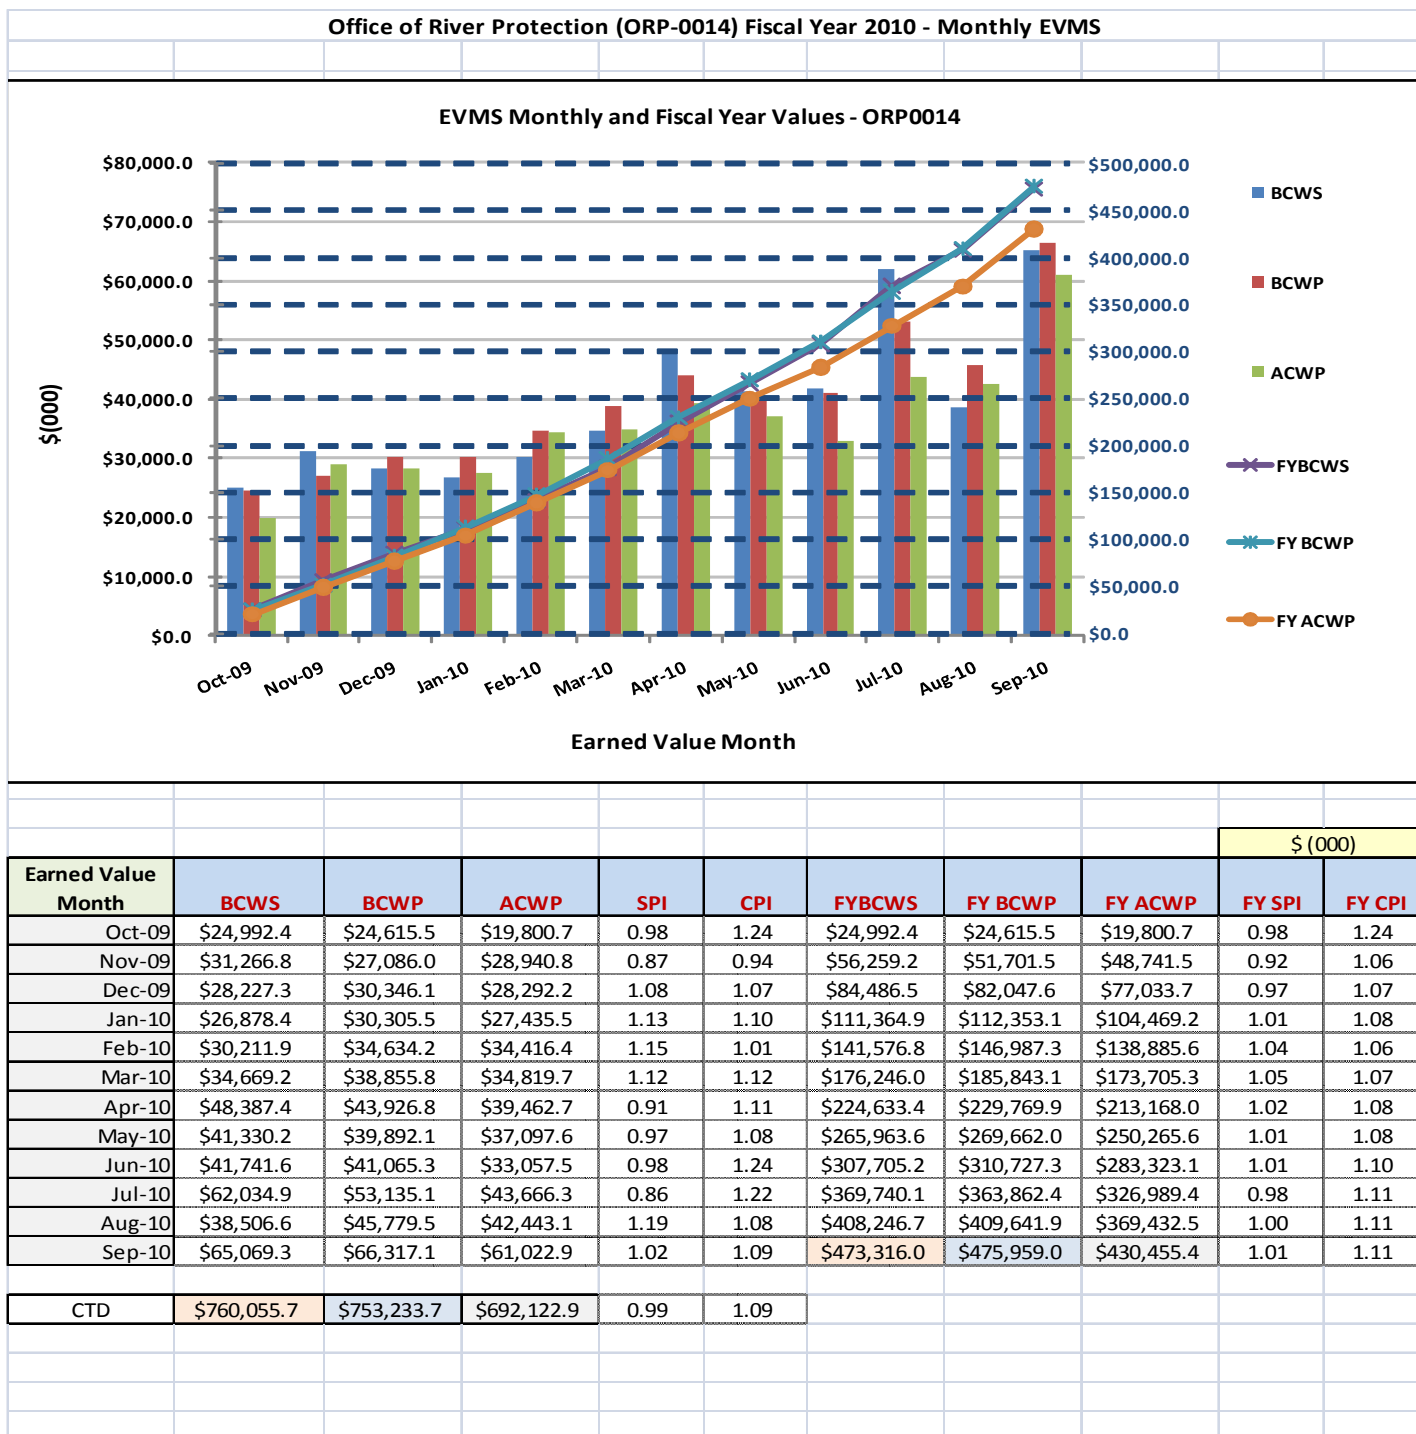 Office of River Protection (ORP-0014) Fiscal Year 2010 - Monthly EVMS
EVMS Monthly and Fiscal Year Values - ORP0014
$80,000.0
$70,000.0
$60,000.0
$50,000.0
$40,000.0
$30,000.0
$20,000.0
$10,000.0
$0.0
$(000)
$500,000.0
$450,000.0
$400,000.0
$350,000.0
$300,000.0
$250,000.0
$200,000.0
$150,000.0
$100,000.0
$50,000.0
$0.0
BCWS
BCWP
ACWP
FYBCWS
FY BCWP
FY ACWP
Oct-09 Nov-09 Dec-09 Jan-10 Feb-10 Mar-10 Apr-10 May-10 Jun-10 Jul-10 Aug-10 Sep-10
Earned Value Month
$ (000)
Earned Value Month BCWS BCWP ACWP SPI CPI FYBCWS FY BCWP FY ACWP FY SPI FY CPI
Oct-09 $24,992.4 $24,615.5 $19,800.7 0.98 1.24 $24,992.4 $24,615.5 $19,800.7 0.98 1.24
Nov-09 $31,266.8 $27,086.0 $28,940.8 0.87 0.94 $56,259.2 $51,701.5 $48,741.5 0.92 1.06
Dec-09 $28,227.3 $30,346.1 $28,292.2 1.08 1.07 $84,486.5 $82,047.6 $77,033.7 0.97 1.07
Jan-10 $26,878.4 $30,305.5 $27,435.5 1.13 1.10 $111,364.9 $112,353.1 $104,469.2 1.01 1.08
Feb-10 $30,211.9 $34,634.2 $34,416.4 1.15 1.01 $141,576.8 $146,987.3 $138,885.6 1.04 1.06
Mar-10 $34,669.2 $38,855.8 $34,819.7 1.12 1.12 $176,246.0 $185,843.1 $173,705.3 1.05 1.07
Apr-10 $48,387.4 $43,926.8 $39,462.7 0.91 1.11 $224,633.4 $229,769.9 $213,168.0 1.02 1.08
May-10 $41,330.2 $39,892.1 $37,097.6 0.97 1.08 $265,963.6 $269,662.0 $250,265.6 1.01 1.08
Jun-10 $41,741.6 $41,065.3 $33,057.5 0.98 1.24 $307,705.2 $310,727.3 $283,323.1 1.01 1.10
Jul-10 $62,034.9 $53,135.1 $43,666.3 0.86 1.22 $369,740.1 $363,862.4 $326,989.4 0.98 1.11
Aug-10 $38,506.6 $45,779.5 $42,443.1 1.19 1.08 $408,246.7 $409,641.9 $369,432.5 1.00 1.11
Sep-10 $65,069.3 $66,317.1 $61,022.9 1.02 1.09 $473,316.0 $475,959.0 $430,455.4 1.01 1.11
CTD $760,055.7 $753,233.7 $692,122.9 0.99 1.09